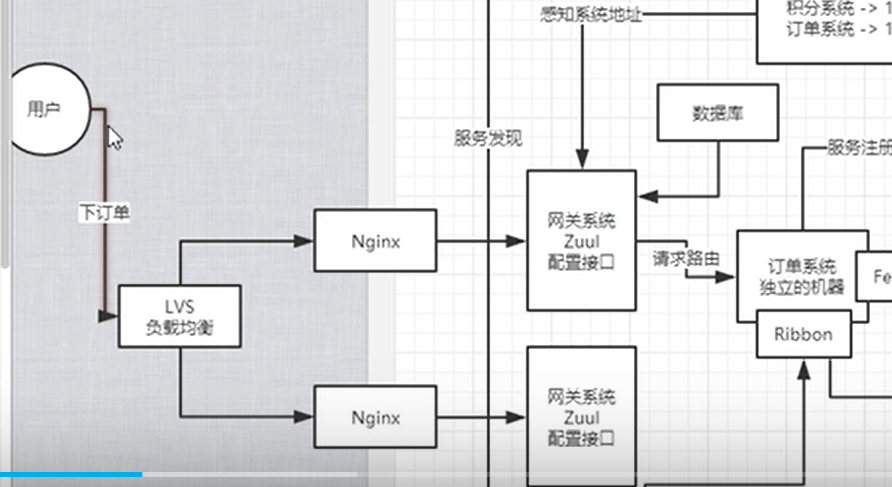 感知系统地址
积分系统 -> 1
订单系统 -> 1
用户
数据库
服务发现
服务注册
下订单
网关系统
Zuul
配置接口
Nginx
请求路由
订单系统
独立的机器
Fe
LVS
负载均衡
Ribbon
网关系统
Zuul
配置接口
Nginx